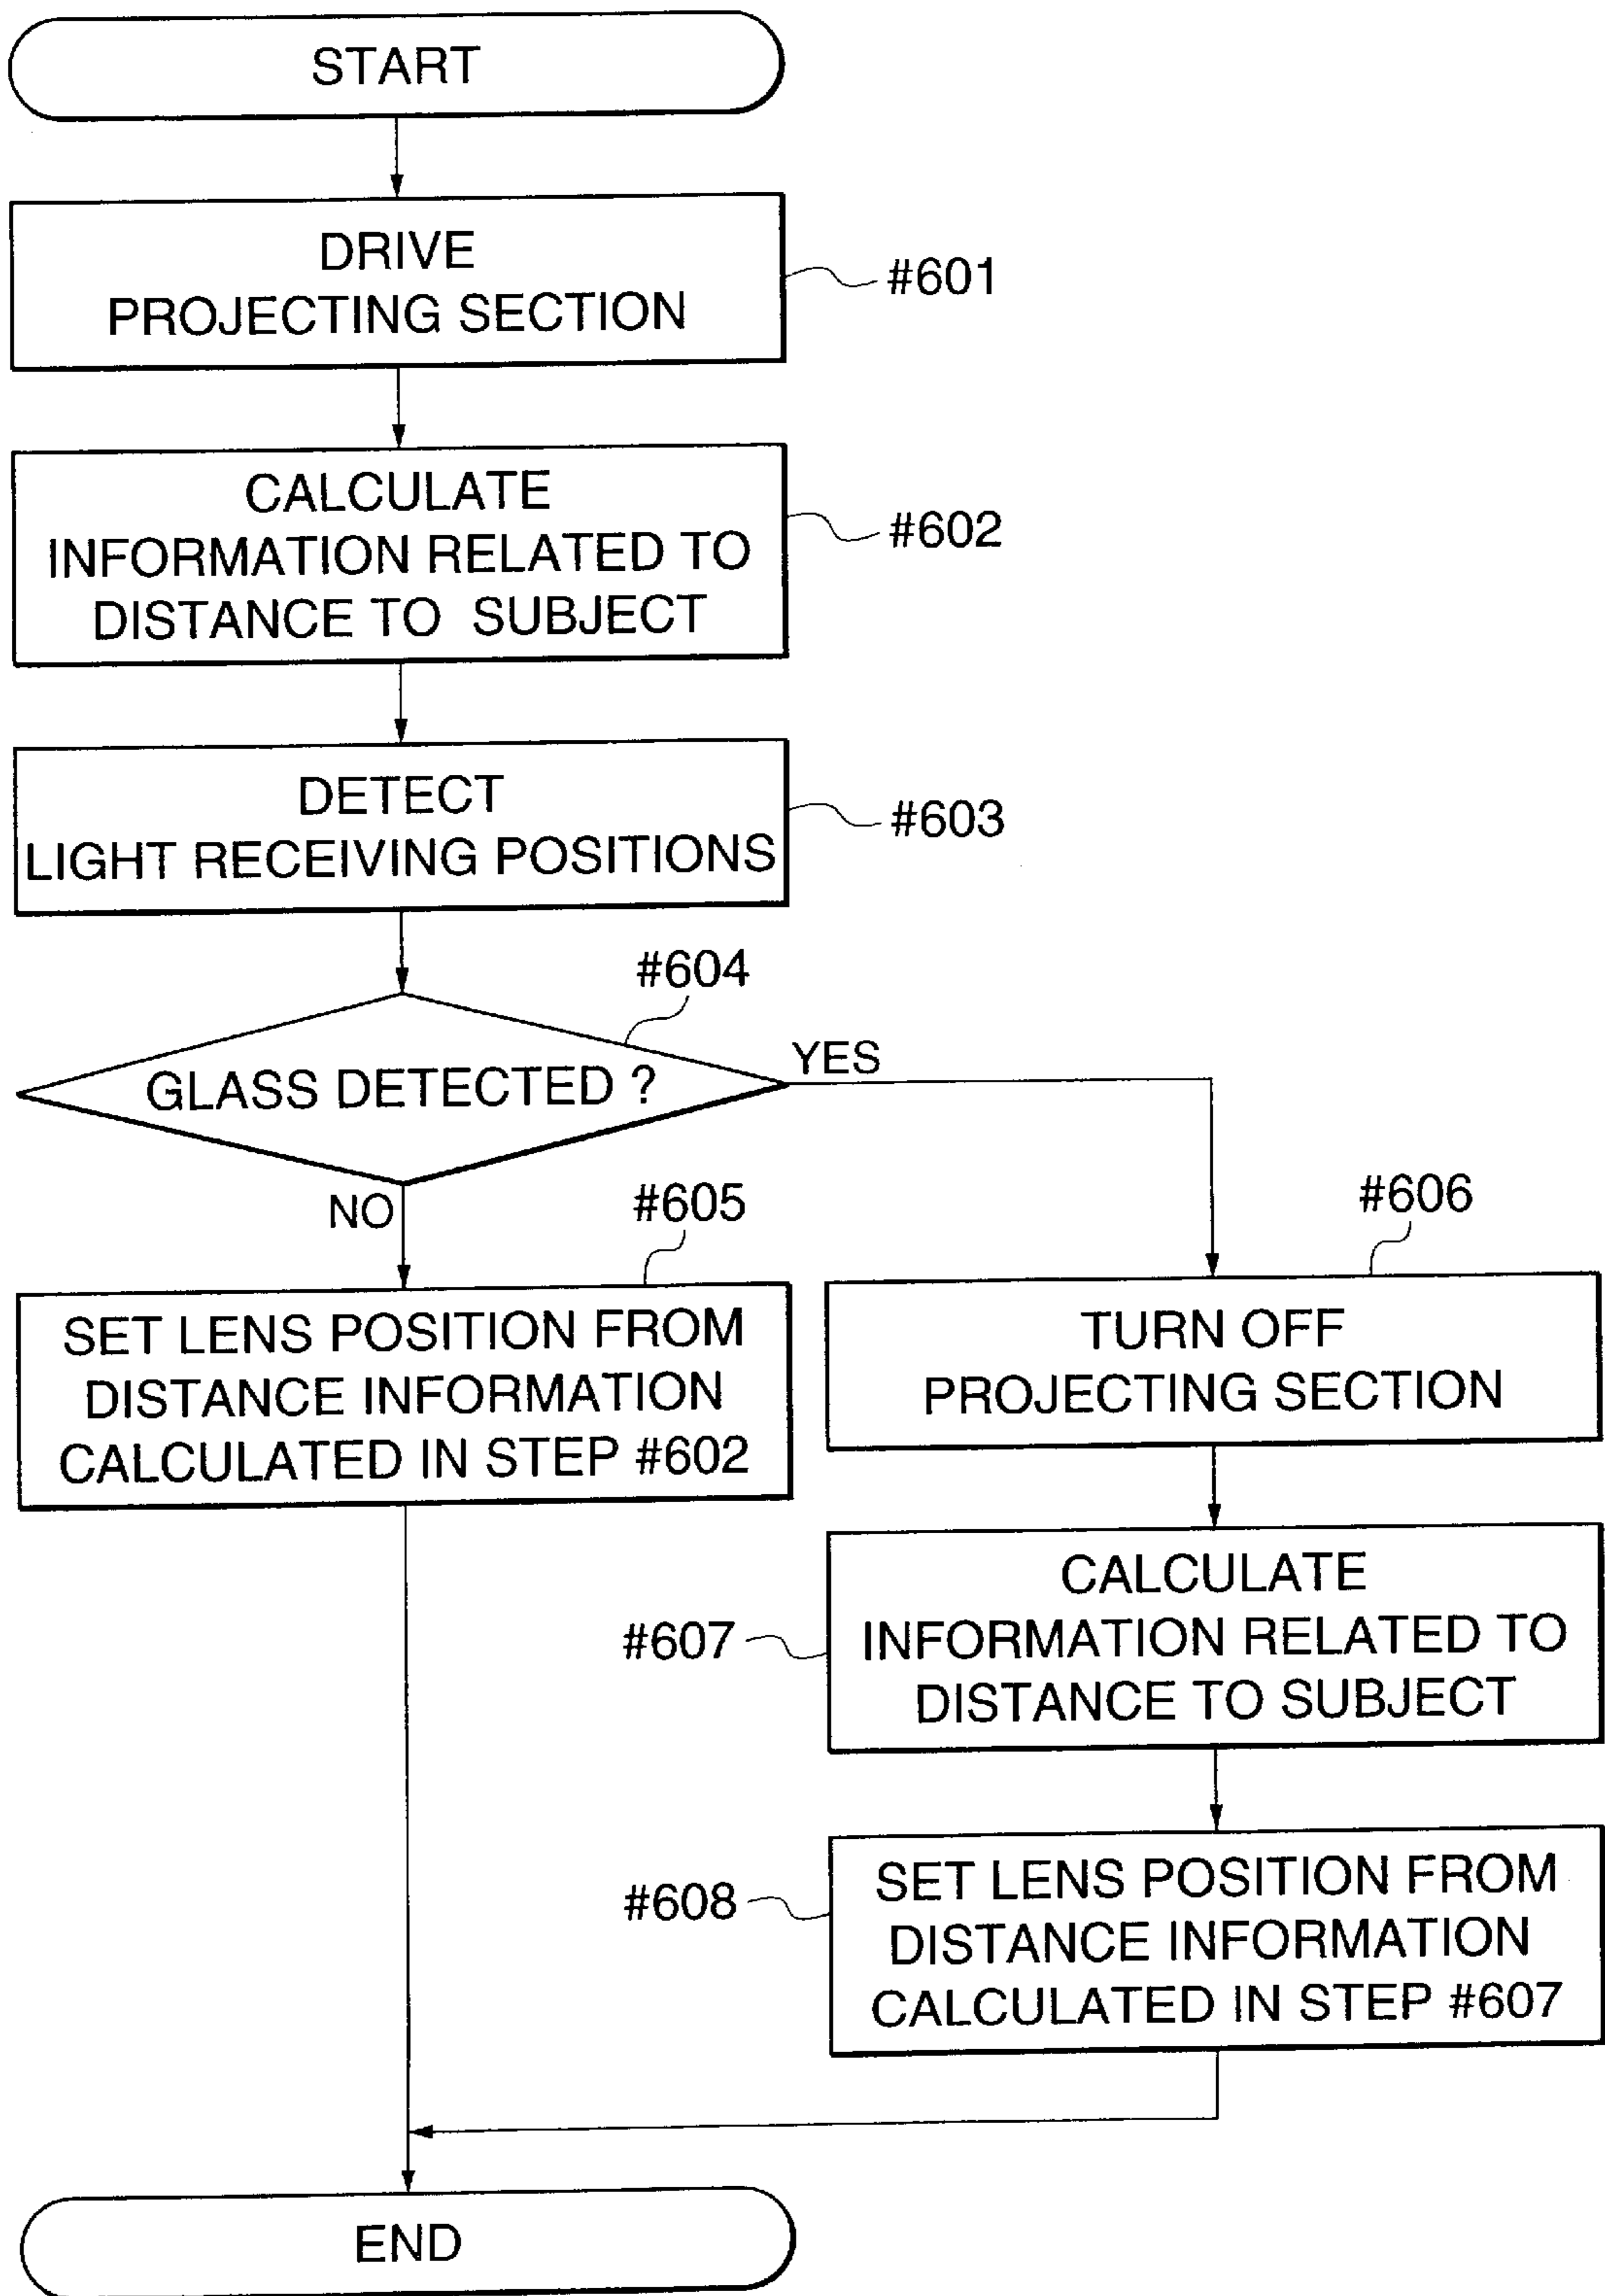 START
DRIVE
PROJECTING SECTION
#601
CALCULATE
INFORMATION RELATED TO
DISTANCE TO SUBJECT
#602
DETECT
LIGHT RECEIVING POSITIONS
#603
#604
GLASS DETECTED ?
YES
NO
#605
SET LENS POSITION FROM
DISTANCE INFORMATION
CALCULATED IN STEP #602
#606
TURN OFF
PROJECTING SECTION
#607
CALCULATE
INFORMATION RELATED TO
DISTANCE TO SUBJECT
#608
SET LENS POSITION FROM
DISTANCE INFORMATION
CALCULATED IN STEP #607
END